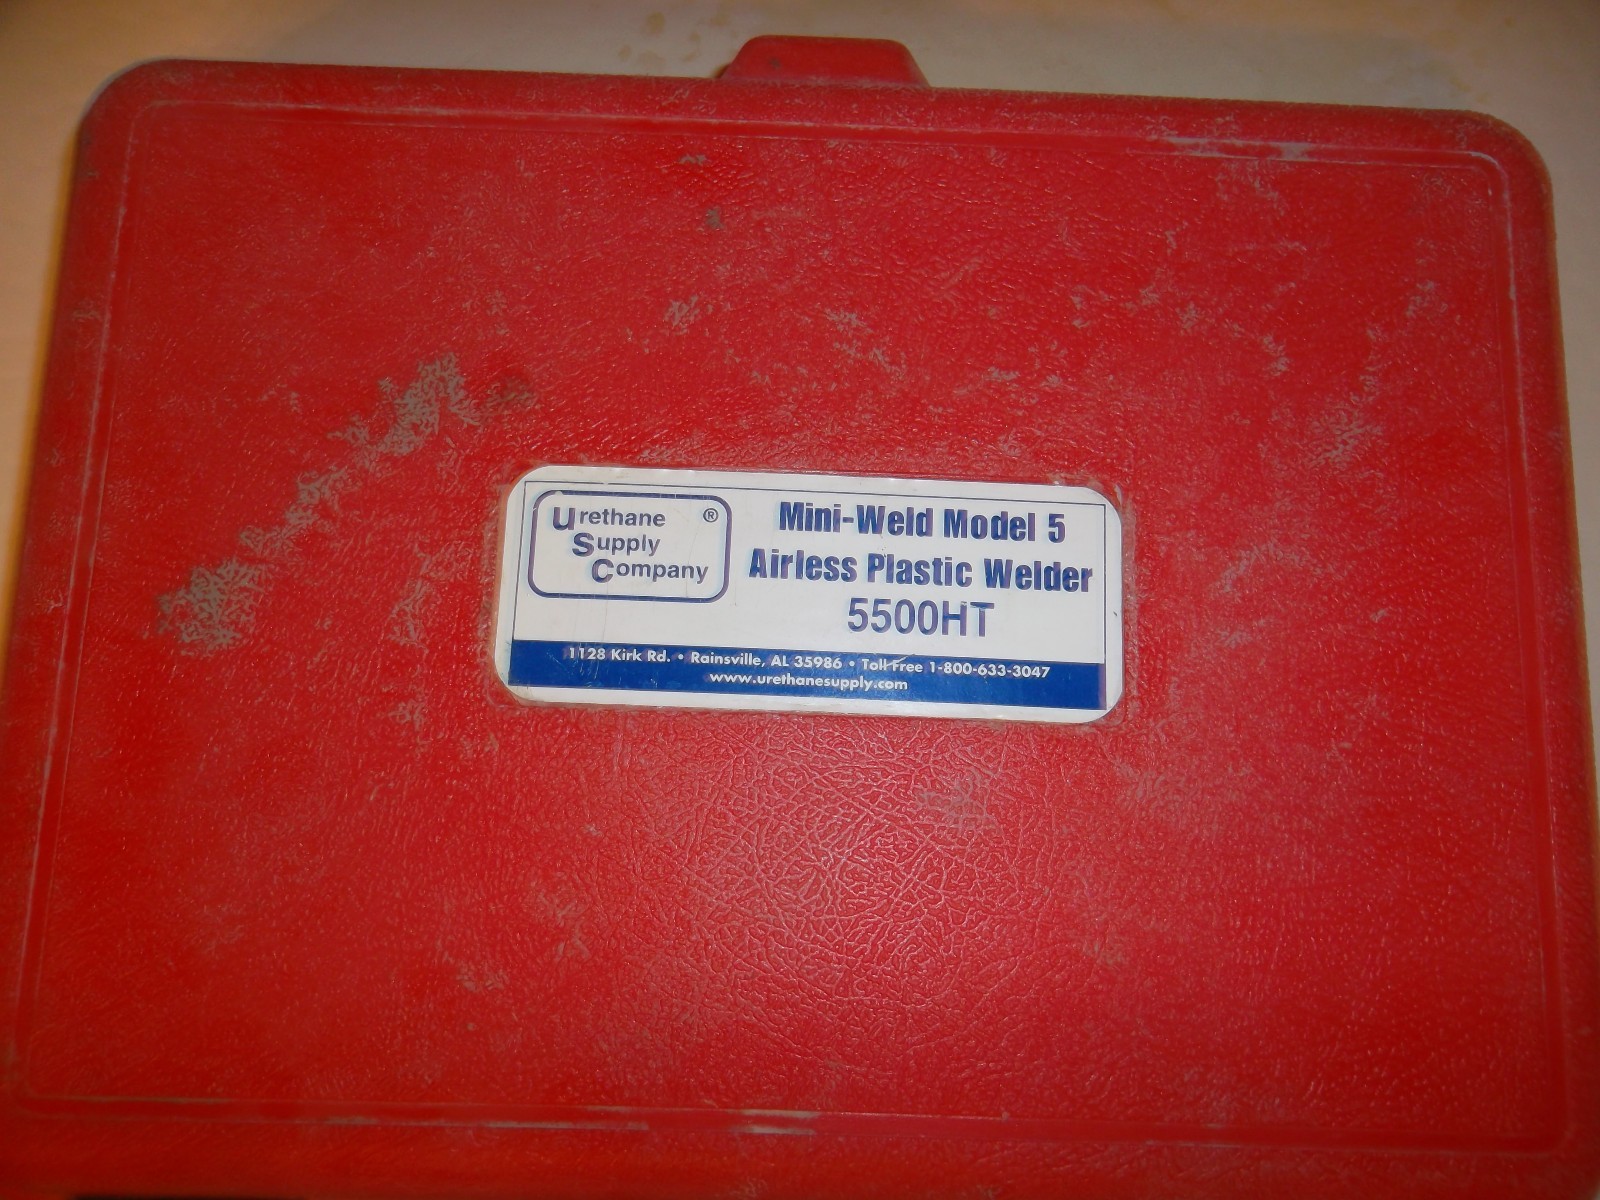 Urethane ®
Supply
Company
Mini-Weld Model 5
Airless Plastic Welder
5500HT
1128 Kirk Rd. • Rainsville, AL 35986 • Toll Free 1-800-633-3047
www.urethanesupply.com